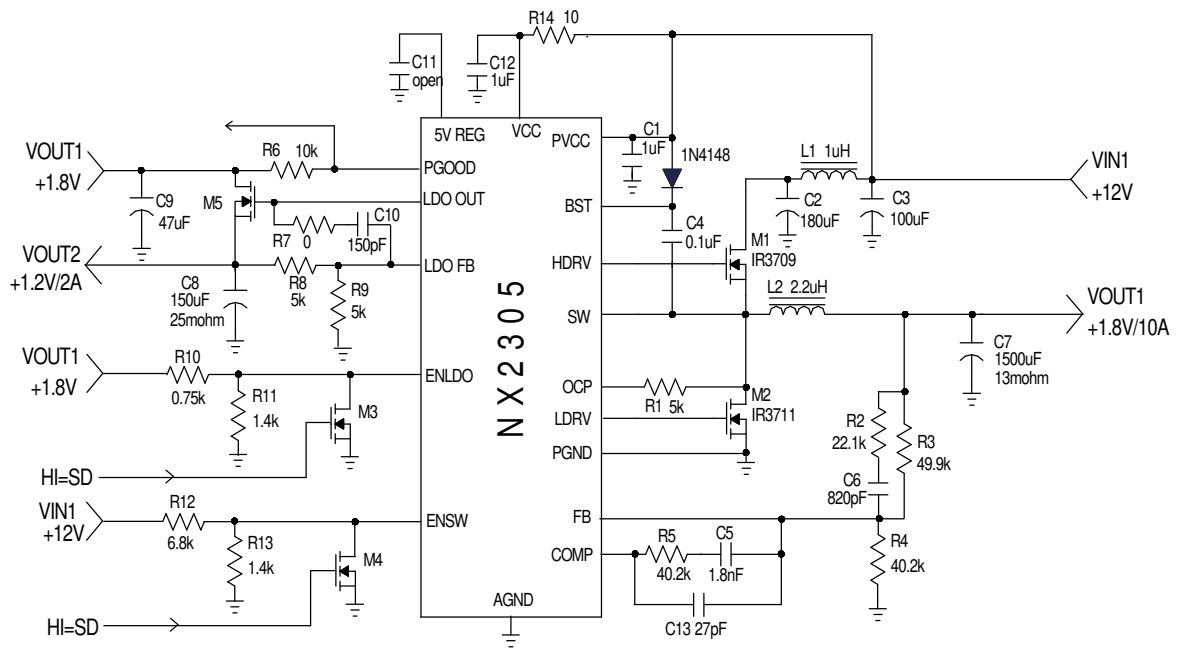 R14 10
C11
open
C12
1uF
5V REG
VCC
PVCC
C1
1uF
1N4148
L1 1uH
VIN1
+12V
VOUT1
+1.8V
R6 10k
PGOOD
C9
47uF
M5
LDO OUT
R7 0
C10
150pF
BST
C4
0.1uF
C2
180uF
C3
100uF
VOUT2
+1.2V/2A
LDO FB
HDRV
M1
IR3709
C8
150uF
25mohm
R8
5k
R9
5k
NX2305
SW
L2 2.2uH
VOUT1
+1.8V/10A
C7
1500uF
13mohm
VOUT1
+1.8V
R10
0.75k
R11
1.4k
ENLDO
M3
HI=SD
OCP
R1 5k
M2
IR3711
LDRV
PGND
R2
22.1k
R3
49.9k
C6
820pF
VIN1
+12V
R12
6.8k
R13
1.4k
ENSW
M4
HI=SD
FB
COMP
R5
40.2k
C5
1.8nF
R4
40.2k
C13 27pF
AGND